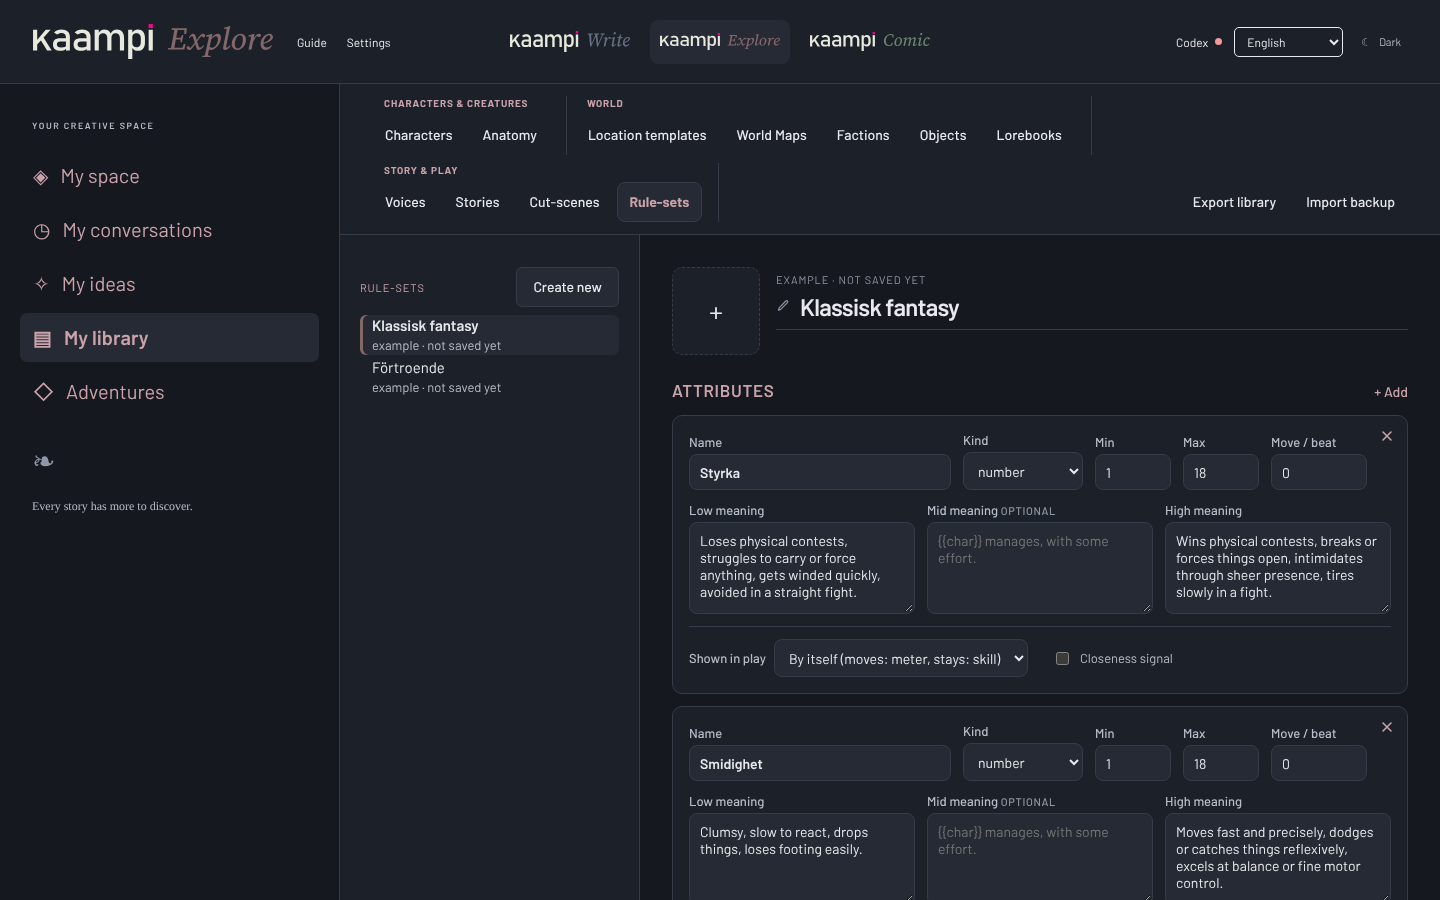 kaampi Explore
Guide
Settings
kaampi Write
kaampi Explore
kaampi Comic
Codex
English
Dark
YOUR CREATIVE SPACE
My space
My conversations
My ideas
My library
Adventures
Every story has more to discover.
CHARACTERS & CREATURES
Characters
Anatomy
WORLD
Location templates
World Maps
Factions
Objects
Lorebooks
STORY & PLAY
Voices
Stories
Cut-scenes
Rule-sets
Export library
Import backup
RULE-SETS
Create new
Klassisk fantasy
example · not saved yet
Förtroende
example · not saved yet
+
EXAMPLE · NOT SAVED YET
Klassisk fantasy
ATTRIBUTES
+ Add
Name
Kind
Min
Max
Move / beat
Styrka
number
1
18
0
Low meaning
Mid meaning OPTIONAL
High meaning
Loses physical contests,
struggles to carry or force
anything, gets winded quickly,
avoided in a straight fight.
{{char}} manages, with some
effort.
Wins physical contests, breaks or
forces things open, intimidates
through sheer presence, tires
slowly in a fight.
Shown in play
By itself (moves: meter, stays: skill)
Closeness signal
Name
Kind
Min
Max
Move / beat
Smidighet
number
1
18
0
Low meaning
Mid meaning OPTIONAL
High meaning
Clumsy, slow to react, drops
things, loses footing easily.
{{char}} manages, with some
effort.
Moves fast and precisely, dodges
or catches things reflexively,
excels at balance or fine motor
control.